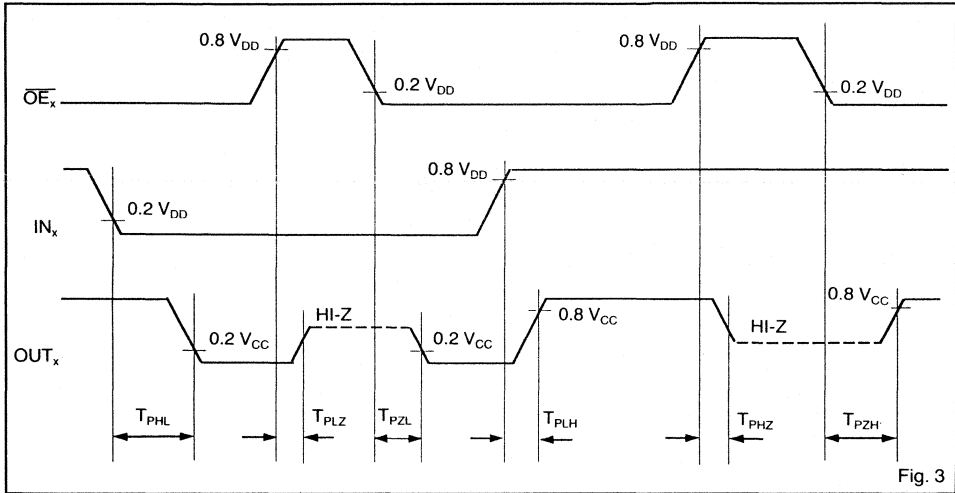 0.8 V_DD
0.8 V_DD
OE_x
0.2 V_DD
0.2 V_DD
0.8 V_DD
IN_x
0.2 V_DD
HI-Z
0.8 V_CC
OUT_x
0.2 V_CC
0.2 V_CC
0.8 V_CC
HI-Z
T_PHL
T_PLZ
T_PZL
T_PLH
T_PHZ
T_PZH
Fig. 3